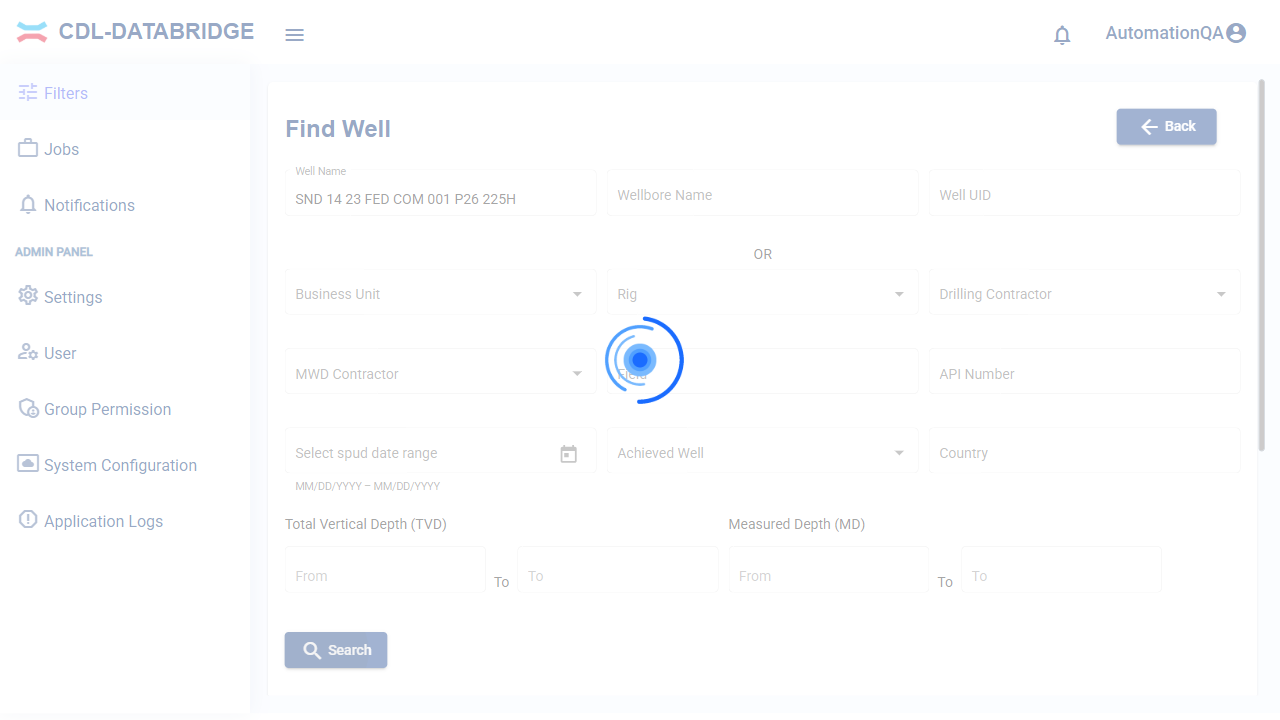 CDL-DATABRIDGE
AutomationQA
Filters
Jobs
Notifications
ADMIN PANEL
Settings
User
Group Permission
System Configuration
Application Logs
Find Well
Back
Well Name
SND 14 23 FED COM 001 P26 225H
Wellbore Name
Well UID
OR
Business Unit
Rig
Drilling Contractor
MWD Contractor
Field
API Number
Select spud date range
Achieved Well
Country
MM/DD/YYYY – MM/DD/YYYY
Total Vertical Depth (TVD)
Measured Depth (MD)
From
To
To
From
To
To
Search